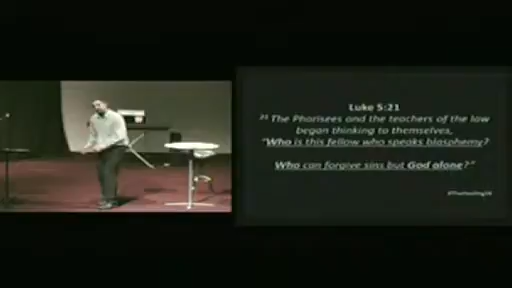 Luke 5:21
21 The Pharisees and the teachers of the law
began thinking to themselves,
"Who is this fellow who speaks blasphemy?
Who can forgive sins but God alone?"